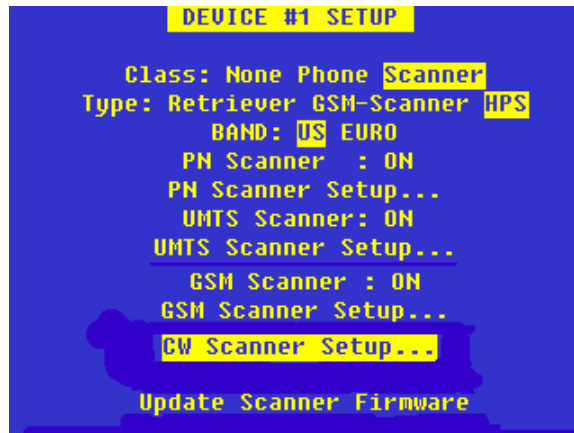 DEVICE #1 SETUP
Class: None Phone Scanner
Type: Retriever GSM-Scanner HPS
BAND: US EURO
PN Scanner : ON
PN Scanner Setup...
UMTS Scanner: ON
UMTS Scanner Setup...
GSM Scanner : ON
GSM Scanner Setup...
CW Scanner Setup...
Update Scanner Firmware